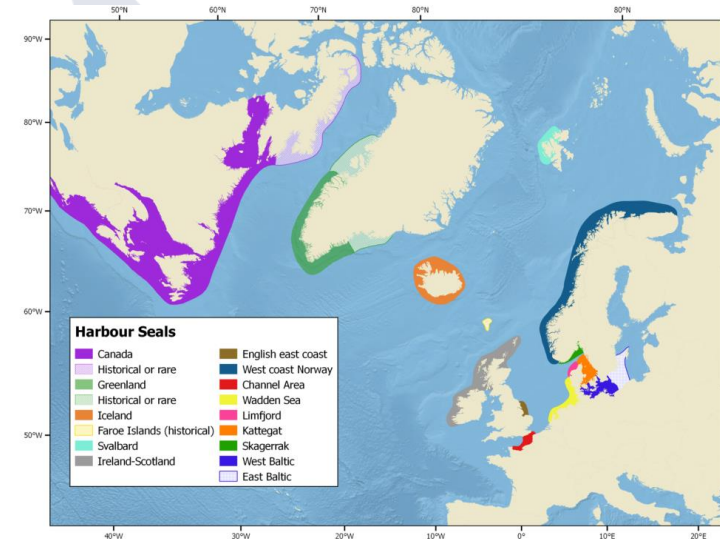 50°W 60°W 70°W 80°W 80°W
90°W
80°W
70°W
60°W
50°W
Harbour Seals
Canada
Historical or rare
Greenland
Historical or rare
Iceland
Faroe Islands (historical)
Svalbard
Ireland-Scotland
English east coast
West coast Norway
Channel Area
Wadden Sea
Limfjord
Kattegat
Skagerrak
West Baltic
East Baltic
40°W 30°W 20°W 10°W 0° 10°E 20°E